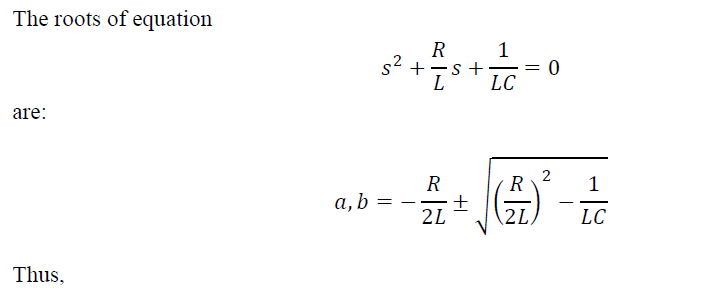 The roots of equation
s² + R/L s + 1/LC = 0
are:
a, b = − R/2L ± √((R/2L)² − 1/LC)
Thus,